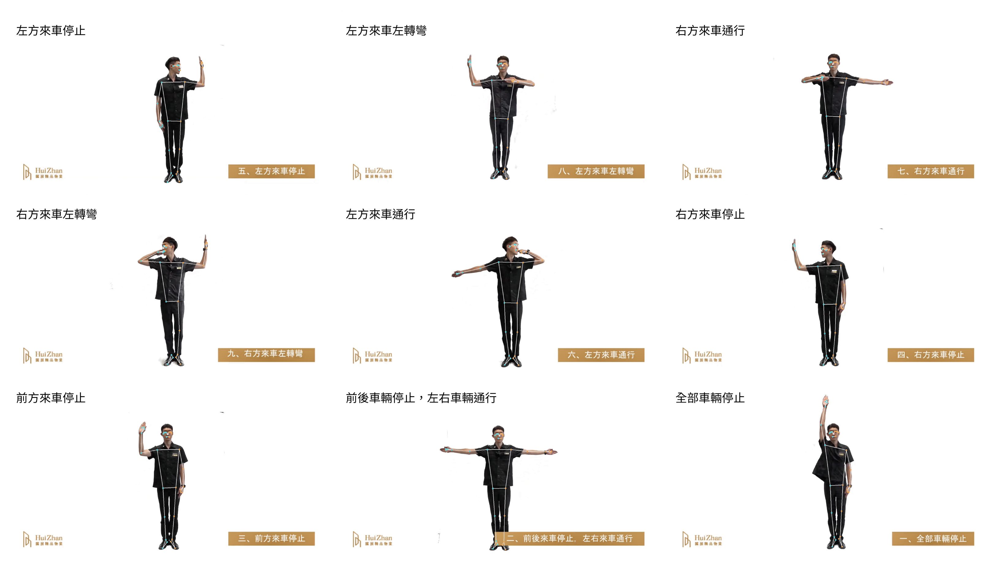 左方來車停止
左方來車左轉彎
右方來車通行
HuiZhan
匯展精品物業
五、左方來車停止
HuiZhan
匯展精品物業
八、左方來車左轉彎
HuiZhan
匯展精品物業
七、右方來車通行
右方來車左轉彎
左方來車通行
右方來車停止
HuiZhan
匯展精品物業
九、右方來車左轉彎
HuiZhan
匯展精品物業
六、左方來車通行
HuiZhan
匯展精品物業
四、右方來車停止
前方來車停止
前後車輛停止，左右車輛通行
全部車輛停止
HuiZhan
匯展精品物業
三、前方來車停止
HuiZhan
匯展精品物業
二、前後來車停止, 左右來車通行
HuiZhan
匯展精品物業
一、全部車輛停止